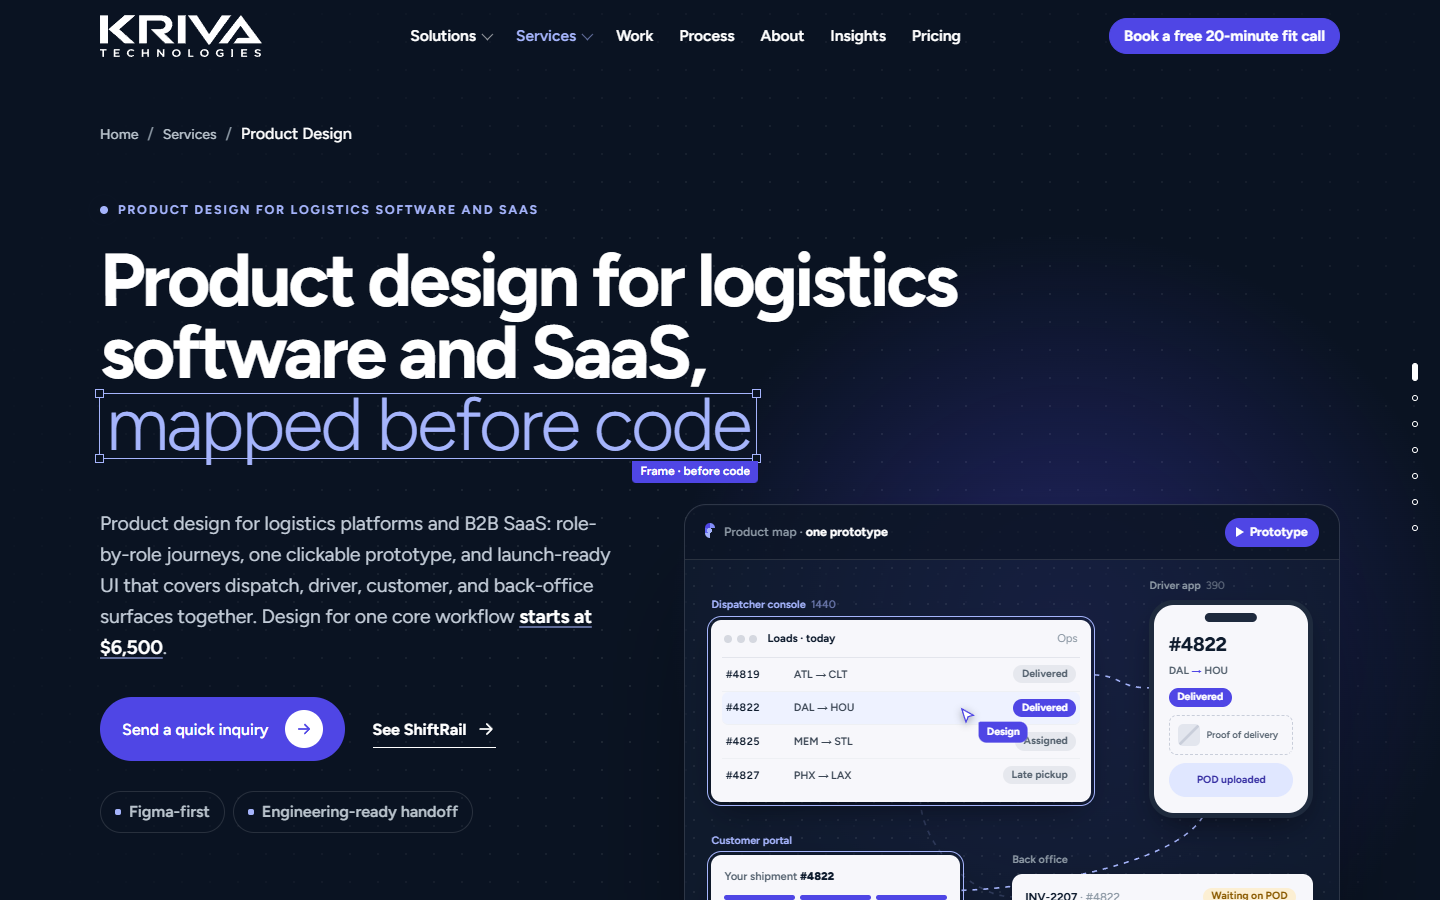 KRIVA
TECHNOLOGIES
Solutions
Services
Work
Process
About
Insights
Pricing
Book a free 20-minute fit call
Home / Services / Product Design
PRODUCT DESIGN FOR LOGISTICS SOFTWARE AND SAAS
Product design for logistics
software and SaaS,
mapped before code
Frame · before code
Product design for logistics platforms and B2B SaaS: role-
by-role journeys, one clickable prototype, and launch-ready
UI that covers dispatch, driver, customer, and back-office
surfaces together. Design for one core workflow starts at
$6,500.
Send a quick inquiry
See ShiftRail
Figma-first
Engineering-ready handoff
Product map · one prototype
Prototype
Dispatcher console 1440
Loads · today
Ops
#4819 ATL → CLT Delivered
#4822 DAL → HOU Delivered
Design
#4825 MEM → STL Assigned
#4827 PHX → LAX Late pickup
Driver app 390
#4822
DAL → HOU
Delivered
Proof of delivery
POD uploaded
Customer portal
Your shipment #4822
Back office
INV-2207 · #4822 Waiting on POD